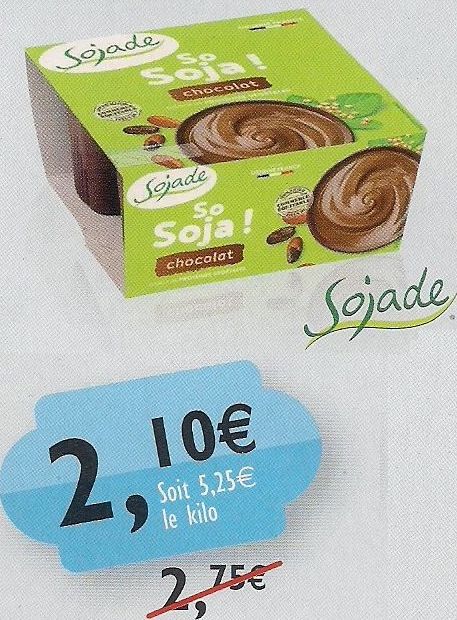 Sojade
So
Soja !
chocolat
Sojade
So
Soja !
chocolat
Sojade
2,10€
Soit 5,25€
le kilo
2,75€